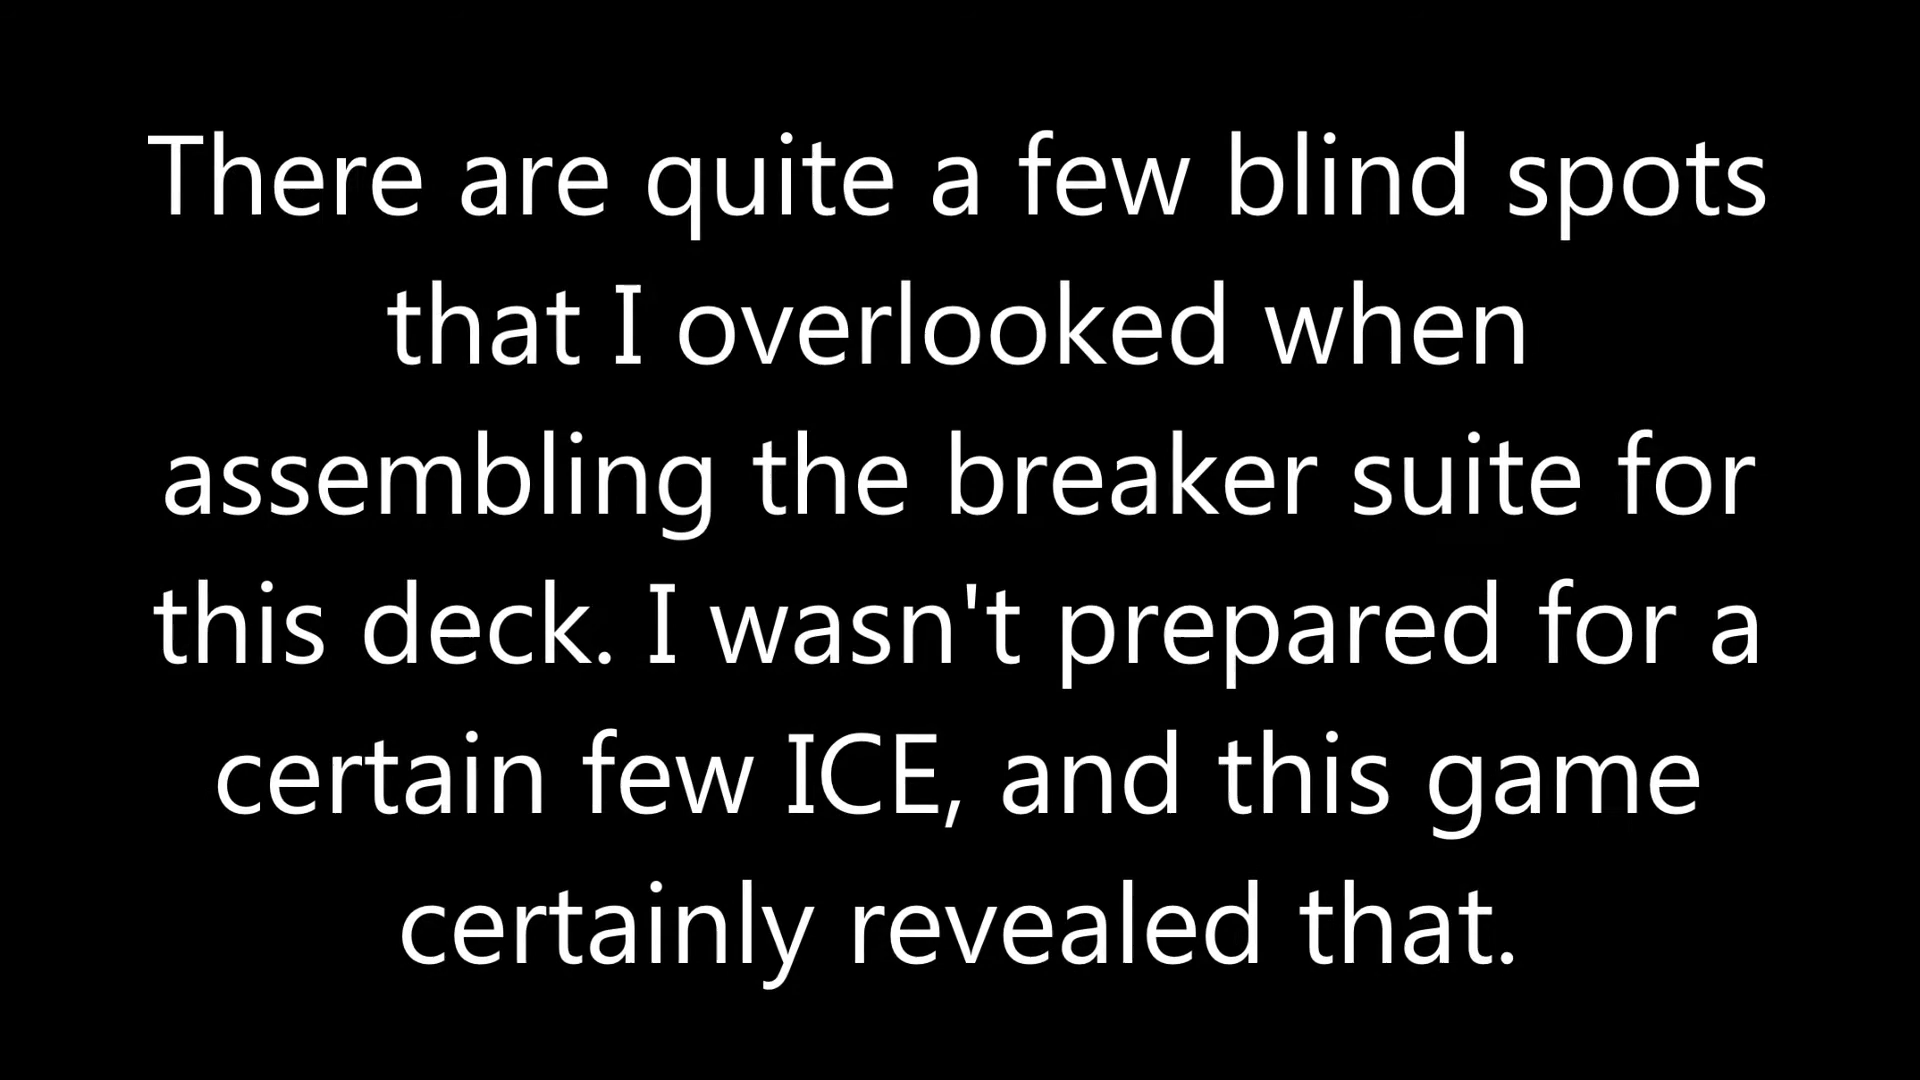 There are quite a few blind spots
that I overlooked when
assembling the breaker suite for
this deck. I wasn't prepared for a
certain few ICE, and this game
certainly revealed that.